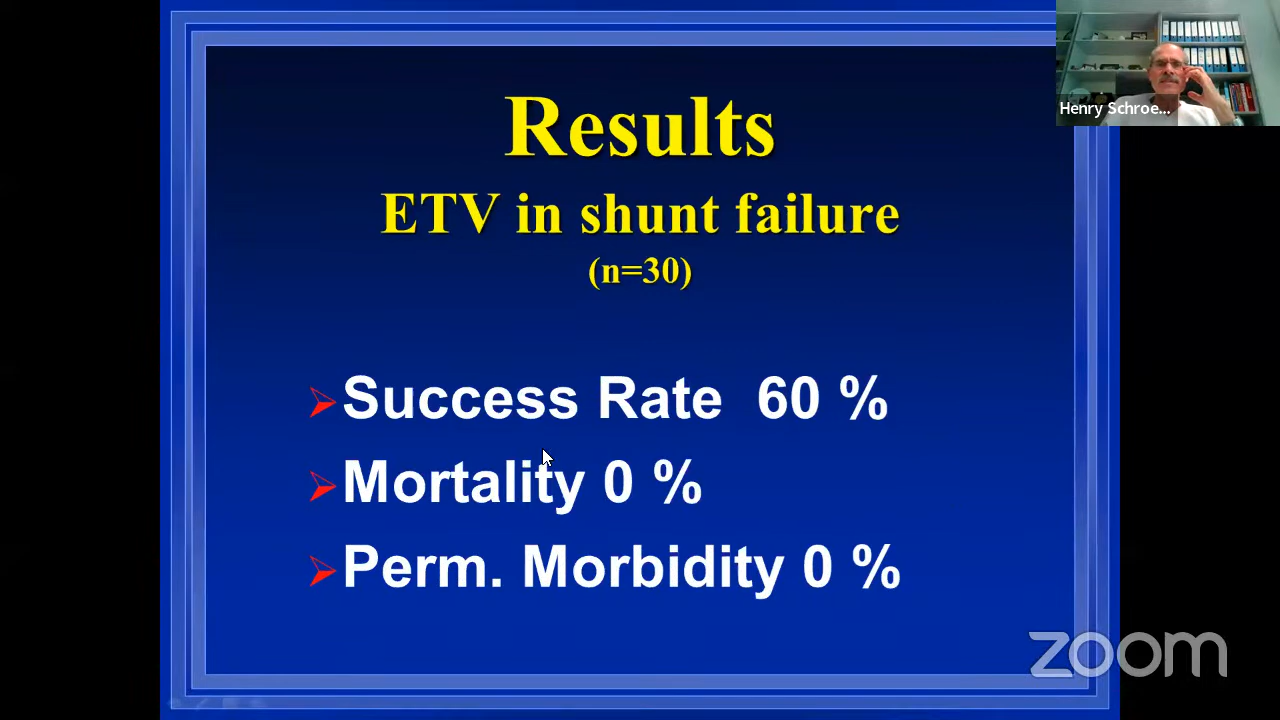 Henry Schroe...
Results
ETV in shunt failure
(n=30)
Success Rate 60 %
Mortality 0 %
Perm. Morbidity 0 %
zoom